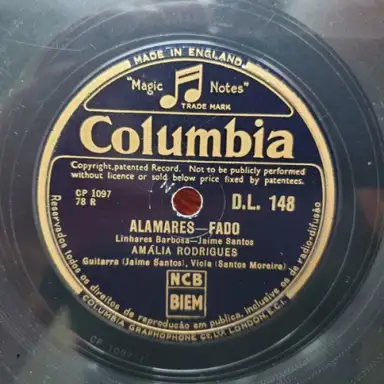 MADE IN ENGLAND
"Magic Notes"
TRADE MARK
Columbia
Copyright, patented Record. Not to be publicly performed
without licence or sold below price fixed by patentees.
CP 1097
78 R
D.L. 148
ALAMARES—FADO
Linhares Barbosa—Jaime Santos
AMÁLIA RODRIGUES
Guitarra (Jaime Santos), Viola (Santos Moreira)
NCB
BIEM
Reservados todos os direitos de reprodução em publico, inclusive os de radio-difusão
COLUMBIA GRAPHOPHONE CO. LTD. LONDON E.C.1.